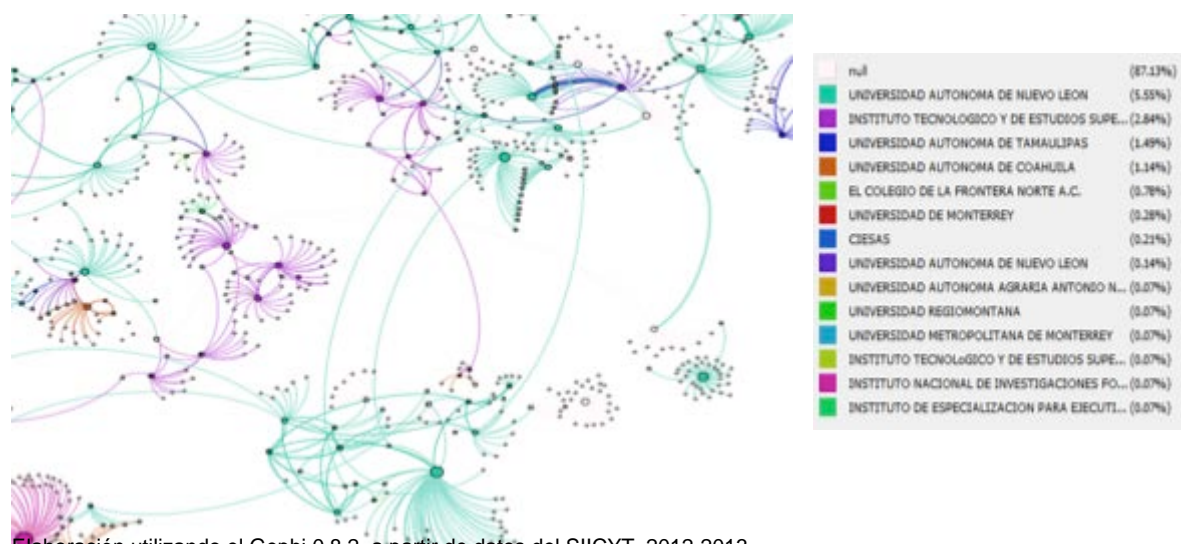 null (87.13%)
UNIVERSIDAD AUTONOMA DE NUEVO LEON (5.55%)
INSTITUTO TECNOLOGICO Y DE ESTUDIOS SUPE... (2.84%)
UNIVERSIDAD AUTONOMA DE TAMAULIPAS (1.49%)
UNIVERSIDAD AUTONOMA DE COAHUILA (1.14%)
EL COLEGIO DE LA FRONTERA NORTE A.C. (0.78%)
UNIVERSIDAD DE MONTERREY (0.28%)
CIESAS (0.21%)
UNIVERSIDAD AUTONOMA DE NUEVO LEON (0.14%)
UNIVERSIDAD AUTONOMA AGRARIA ANTONIO N... (0.07%)
UNIVERSIDAD REGIOMONTANA (0.07%)
UNIVERSIDAD METROPOLITANA DE MONTERREY (0.07%)
INSTITUTO TECNOLoGICO Y DE ESTUDIOS SUPE... (0.07%)
INSTITUTO NACIONAL DE INVESTIGACIONES FO... (0.07%)
INSTITUTO DE ESPECIALIZACION PARA EJECUTI... (0.07%)
Elaboración utilizando el Gephi 0.8.2, a partir de datos del SIICYT, 2012-2013